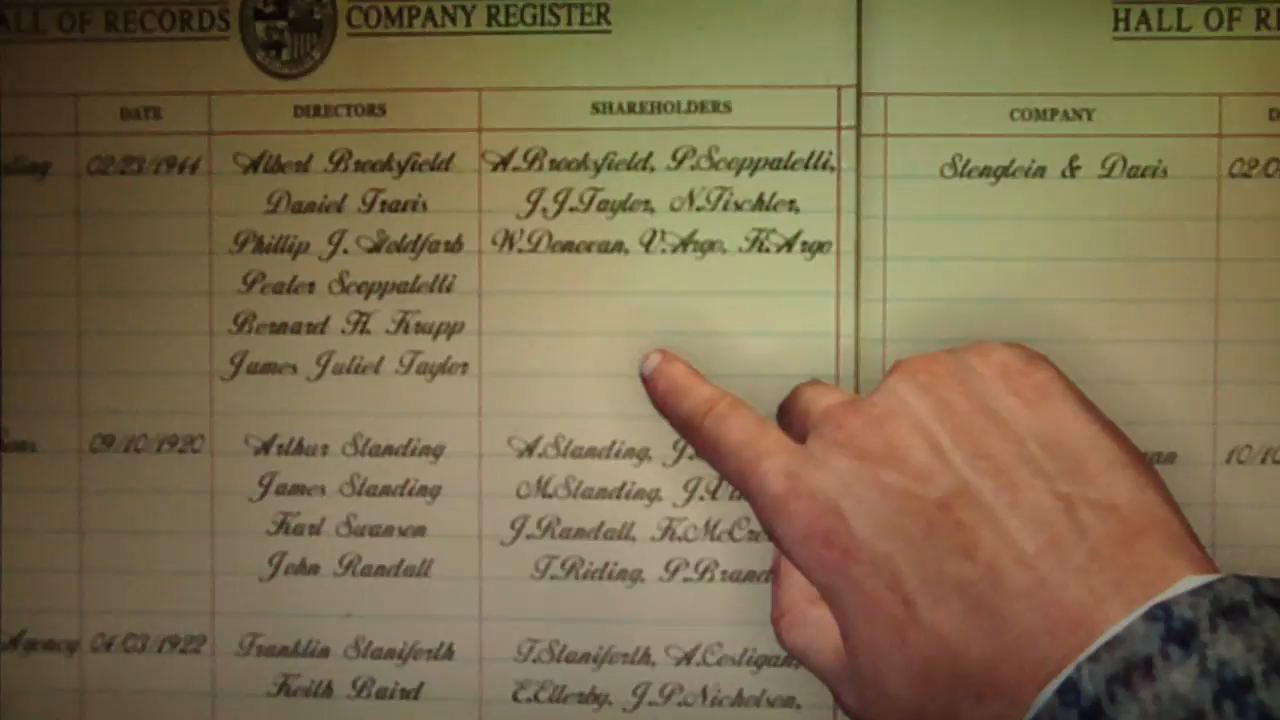 HALL OF RECORDS COMPANY REGISTER
DATE DIRECTORS SHAREHOLDERS
02/23/1944 Albert Brooksfield A.Brooksfield, P.Scoppaletti,
Daniel Travis J.J.Taylor, N.Tischler,
Phillip J. Goldfarb W.Donovan, V.Argo, K.Argo
Pealer Scoppaletti
Bernard H. Krupp
James Juliet Taylor
09/10/1920 Arthur Standing A.Standing,
James Standing M.Standing,
Karl Swanson J.Randall,
John Randall T.Riding,
Agency 04/03/1922 Franklin Staniforth F.Staniforth, A.Costigan,
Keith Baird E.Ellerby, J.P.Nicholson,
HALL OF
COMPANY
Stenglein & Davis